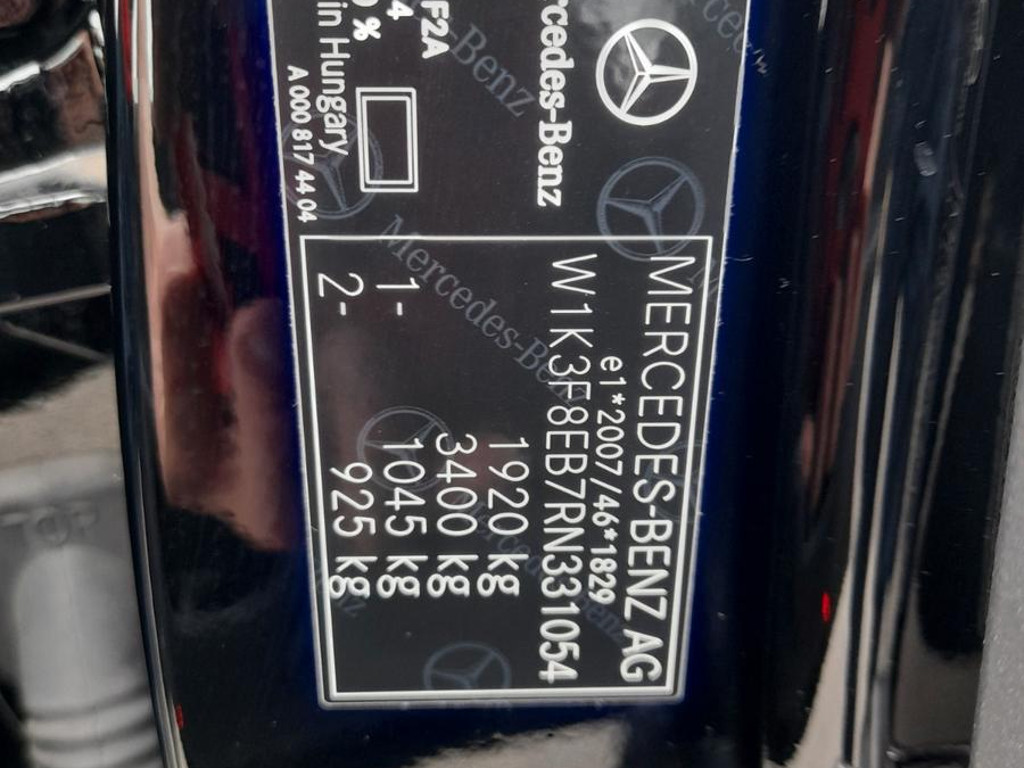 Mercedes-Benz
F2A
4
%
in Hungary
A 000 817 44 04
MERCEDES-BENZ AG
e1*2007/46*1829
W1K3F8EB7RN331054
1920 kg
3400 kg
1- 1045 kg
2- 925 kg